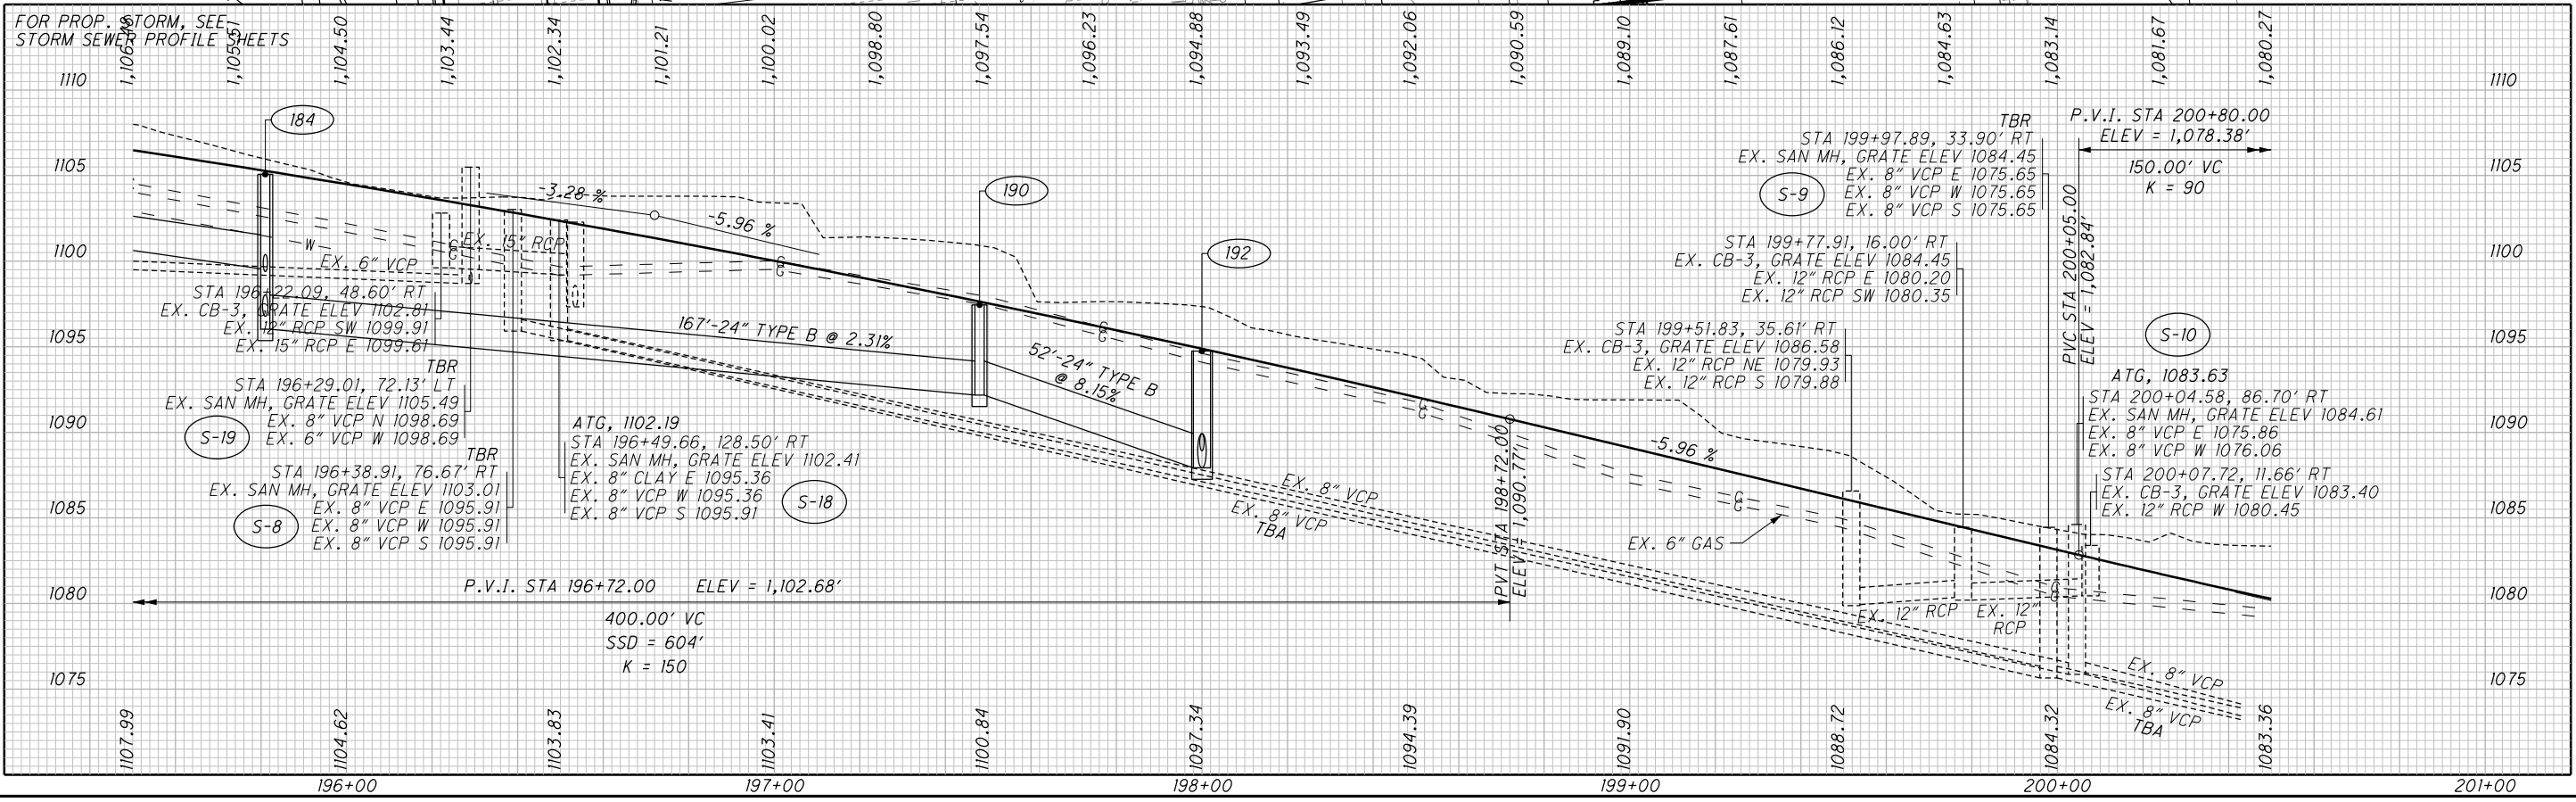 FOR PROP. STORM, SEE
STORM SEWER PROFILE SHEETS
1,105.51
1,104.50
1,103.44
1,102.34
1,101.21
1,100.02
1,098.80
1,097.54
1,096.23
1,094.88
1,093.49
1,092.06
1,090.59
1,089.10
1,087.61
1,086.12
1,084.63
1,083.14
1,081.67
1,080.27
1110
1105
1100
1095
1090
1085
1080
1075
1110
1105
1100
1095
1090
1085
1080
1075
184
-3.28 %
-5.96 %
190
192
W
G
G
EX. 15" RCP
EX. 6" VCP
G
G
STA 196+22.09, 48.60' RT
EX. CB-3, GRATE ELEV 1102.81
EX. 12" RCP SW 1099.91
EX. 15" RCP E 1099.61
TBR
STA 196+29.01, 72.13' LT
EX. SAN MH, GRATE ELEV 1105.49
EX. 8" VCP N 1098.69
EX. 6" VCP W 1098.69
S-19
TBR
STA 196+38.91, 76.67' RT
EX. SAN MH, GRATE ELEV 1103.01
EX. 8" VCP E 1095.91
EX. 8" VCP W 1095.91
EX. 8" VCP S 1095.91
S-8
ATG, 1102.19
STA 196+49.66, 128.50' RT
EX. SAN MH, GRATE ELEV 1102.41
EX. 8" CLAY E 1095.36
EX. 8" VCP W 1095.36
EX. 8" VCP S 1095.91
S-18
167'-24" TYPE B @ 2.31%
52'-24" TYPE B
@ 8.15%
G
G
G
G
EX. 8" VCP
EX. 8" VCP
TBA
P.V.I. STA 196+72.00 ELEV = 1,102.68'
400.00' VC
SSD = 604'
K = 150
PVT STA 198+72.00
ELEV = 1,090.77'
-5.96 %
G
G
EX. 6" GAS
TBR
STA 199+97.89, 33.90' RT
EX. SAN MH, GRATE ELEV 1084.45
EX. 8" VCP E 1075.65
EX. 8" VCP W 1075.65
EX. 8" VCP S 1075.65
S-9
STA 199+77.91, 16.00' RT
EX. CB-3, GRATE ELEV 1084.45
EX. 12" RCP E 1080.20
EX. 12" RCP SW 1080.35
STA 199+51.83, 35.61' RT
EX. CB-3, GRATE ELEV 1086.58
EX. 12" RCP NE 1079.93
EX. 12" RCP S 1079.88
P.V.I. STA 200+80.00
ELEV = 1,078.38'
150.00' VC
K = 90
PVC STA 200+05.00
ELEV = 1,082.84'
S-10
ATG, 1083.63
STA 200+04.58, 86.70' RT
EX. SAN MH, GRATE ELEV 1084.61
EX. 8" VCP E 1075.86
EX. 8" VCP W 1076.06
STA 200+07.72, 11.66' RT
EX. CB-3, GRATE ELEV 1083.40
EX. 12" RCP W 1080.45
EX. 12" RCP
EX. 12"
RCP
G
G
EX. 8" VCP
EX. 8" VCP
TBA
1107.99
1104.62
1103.83
1103.41
1100.84
1097.34
1094.39
1091.90
1088.72
1084.32
1083.36
196+00
197+00
198+00
199+00
200+00
201+00